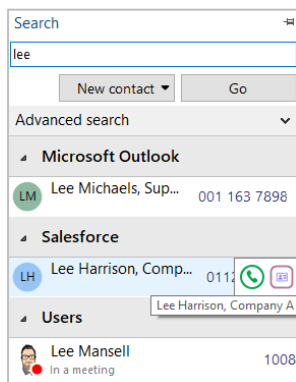 Search
lee
New contact
Go
Advanced search
Microsoft Outlook
LM
Lee Michaels, Sup...
001 163 7898
Salesforce
LH
Lee Harrison, Comp...
0112
Lee Harrison, Company A
Users
Lee Mansell
In a meeting
1008